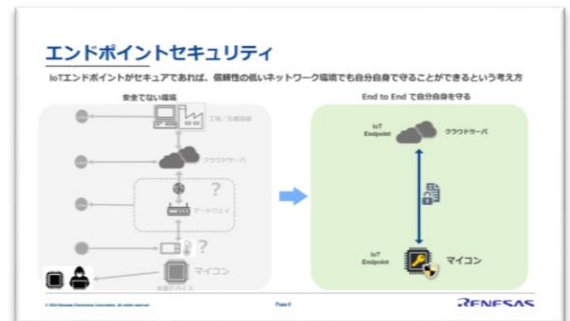 エンドポイントセキュリティ
IoTエンドポイントがセキュアであれば、信頼性の低いネットワーク環境でも自分自身で守ることができるという考え方
安全でない環境
工場／生産設備
クラウドサーバ
?
ゲートウェイ
?
マイコン
End to End で自分自身を守る
IoT
Endpoint
クラウドサーバ
IoT
Endpoint
マイコン
Page 6
RENESAS